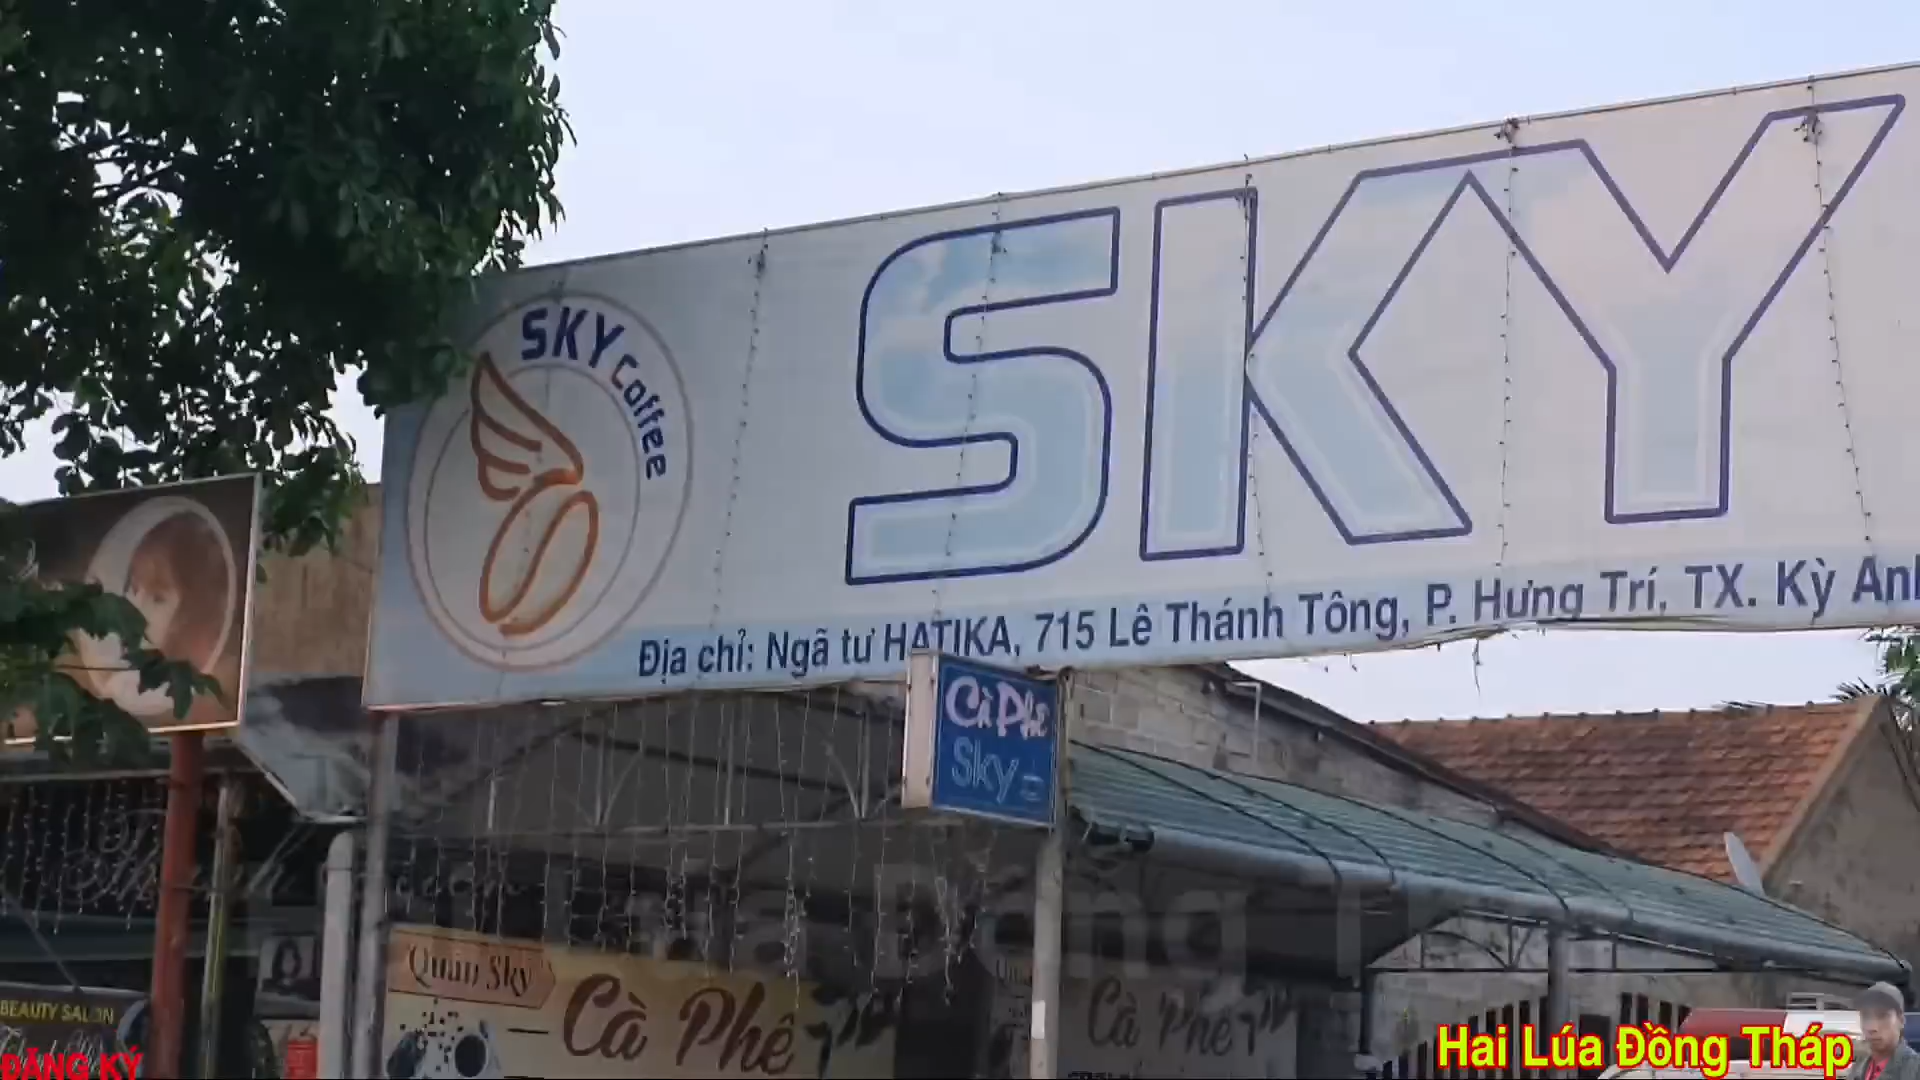 SKY
SKY Coffee
Địa chỉ: Ngã tư HATIKA, 715 Lê Thánh Tông, P. Hưng Trí, TX. Kỳ Anh
Cà Phê
Sky
Quán Sky
Cà Phê
Cà Phê
BEAUTY SALON
ĐĂNG KÝ
Hai Lúa Đồng Tháp